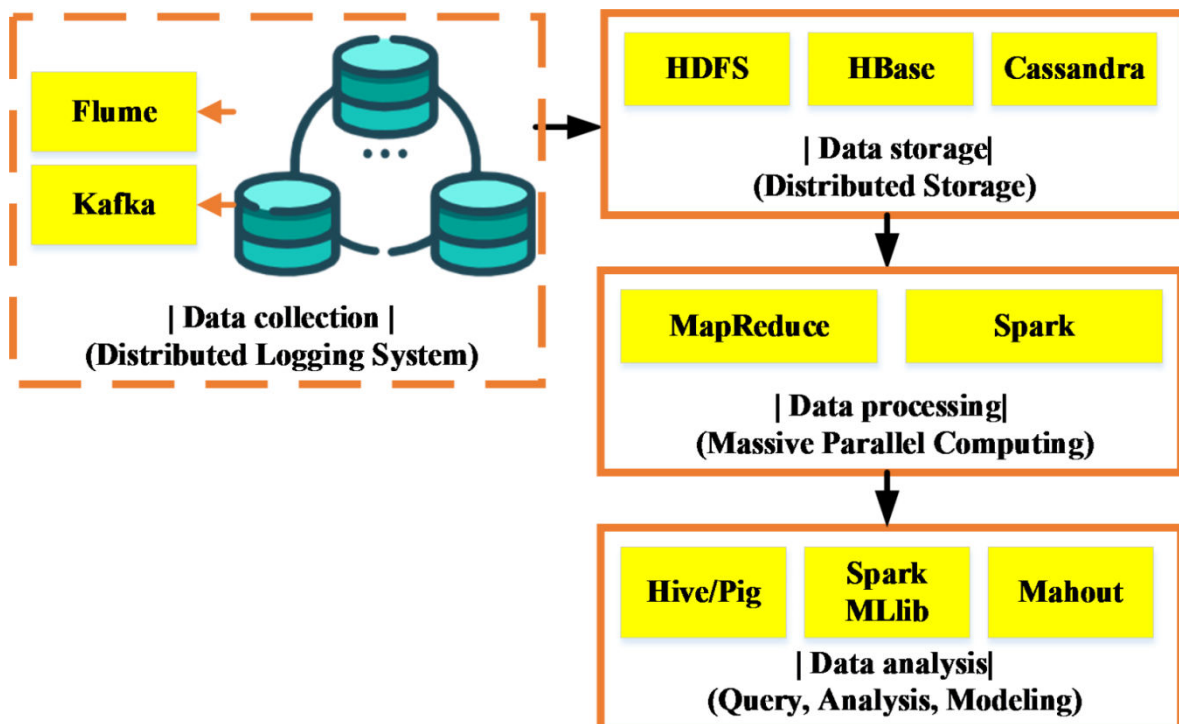 Flume
Kafka
| Data collection |
(Distributed Logging System)
HDFS
HBase
Cassandra
| Data storage|
(Distributed Storage)
MapReduce
Spark
| Data processing|
(Massive Parallel Computing)
Hive/Pig
Spark
MLlib
Mahout
| Data analysis|
(Query, Analysis, Modeling)